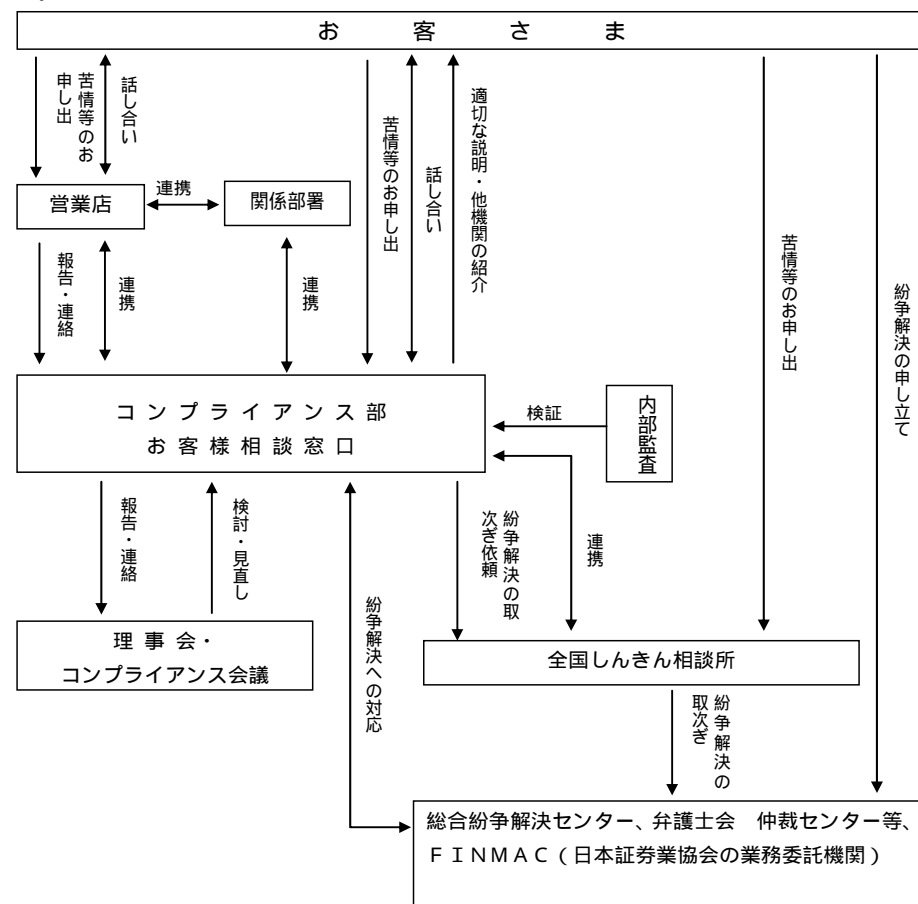 お客さま
苦情等のお
申し出
話し合い
苦情等のお申し出
話し合い
適切な説明・他機関の紹介
苦情等のお申し出
紛争解決の申し立て
営業店
連携
関係部署
報告・連絡
連携
連携
コンプライアンス部
お客様相談窓口
検証
内部監査
報告・連絡
検討・見直し
紛争解決への対応
紛争解決の取
次ぎ依頼
連携
理事会・
コンプライアンス会議
全国しんきん相談所
紛争解決の
取次ぎ
総合紛争解決センター、弁護士会　仲裁センター等、
ＦＩＮＭＡＣ（日本証券業協会の業務委託機関）